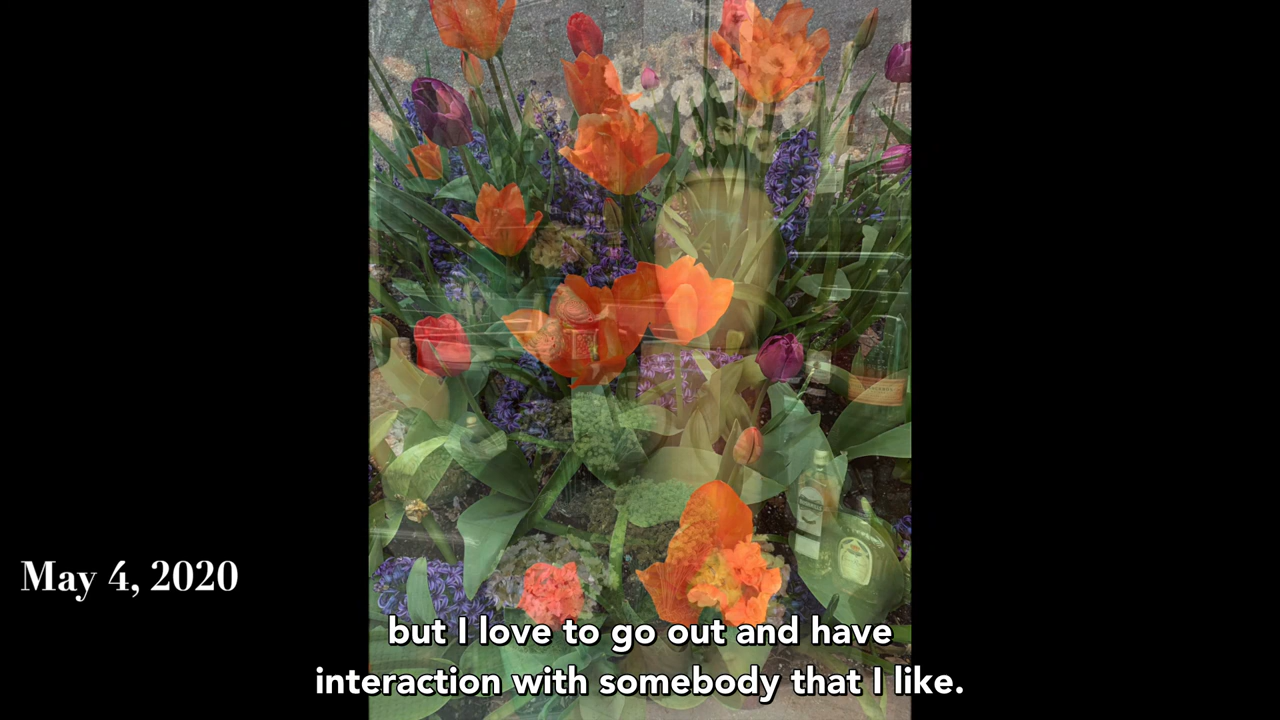 May 4, 2020
but I love to go out and have
interaction with somebody that I like.